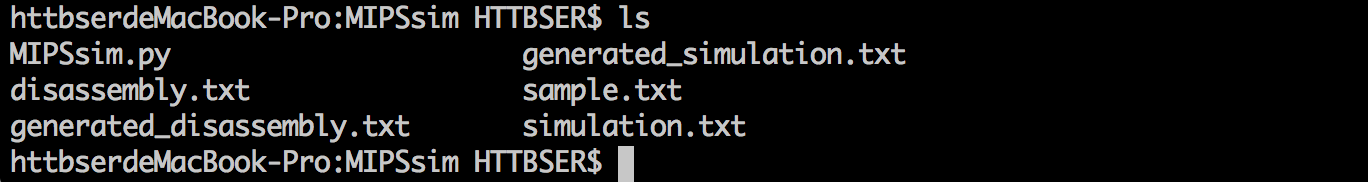 httbserdeMacBook-Pro:MIPSsim HTTBSER$ ls
MIPSsim.py generated_simulation.txt
disassembly.txt sample.txt
generated_disassembly.txt simulation.txt
httbserdeMacBook-Pro:MIPSsim HTTBSER$